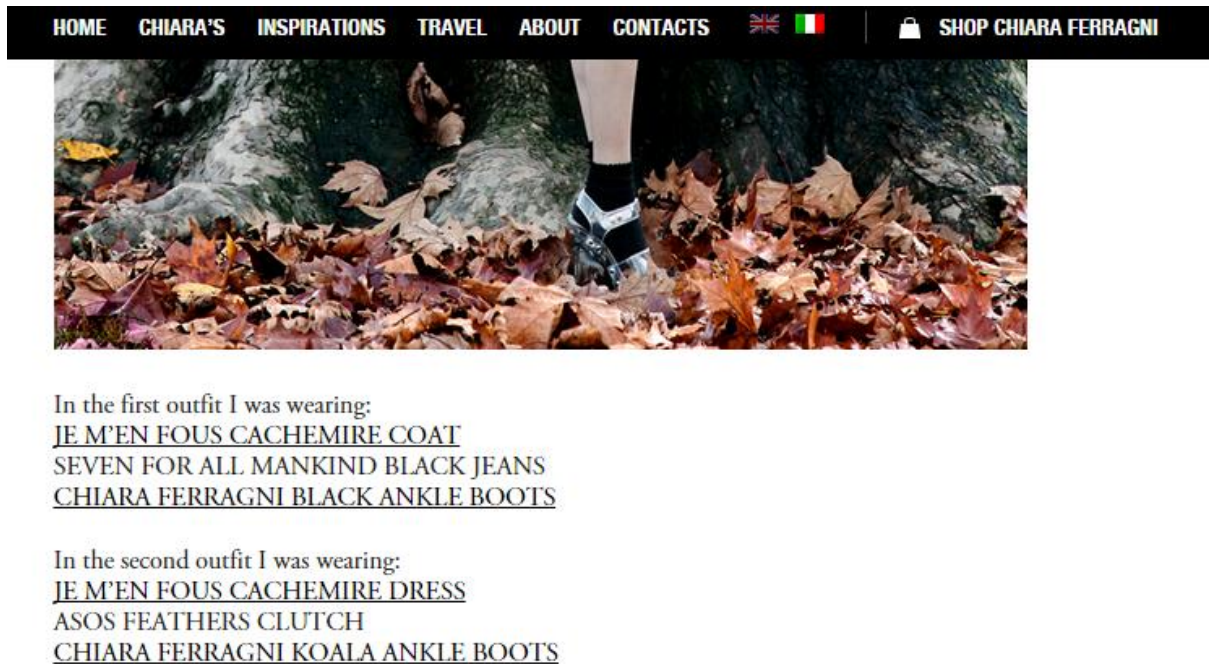 HOME CHIARA'S INSPIRATIONS TRAVEL ABOUT CONTACTS SHOP CHIARA FERRAGNI
In the first outfit I was wearing:
JE M'EN FOUS CACHEMIRE COAT
SEVEN FOR ALL MANKIND BLACK JEANS
CHIARA FERRAGNI BLACK ANKLE BOOTS
In the second outfit I was wearing:
JE M'EN FOUS CACHEMIRE DRESS
ASOS FEATHERS CLUTCH
CHIARA FERRAGNI KOALA ANKLE BOOTS